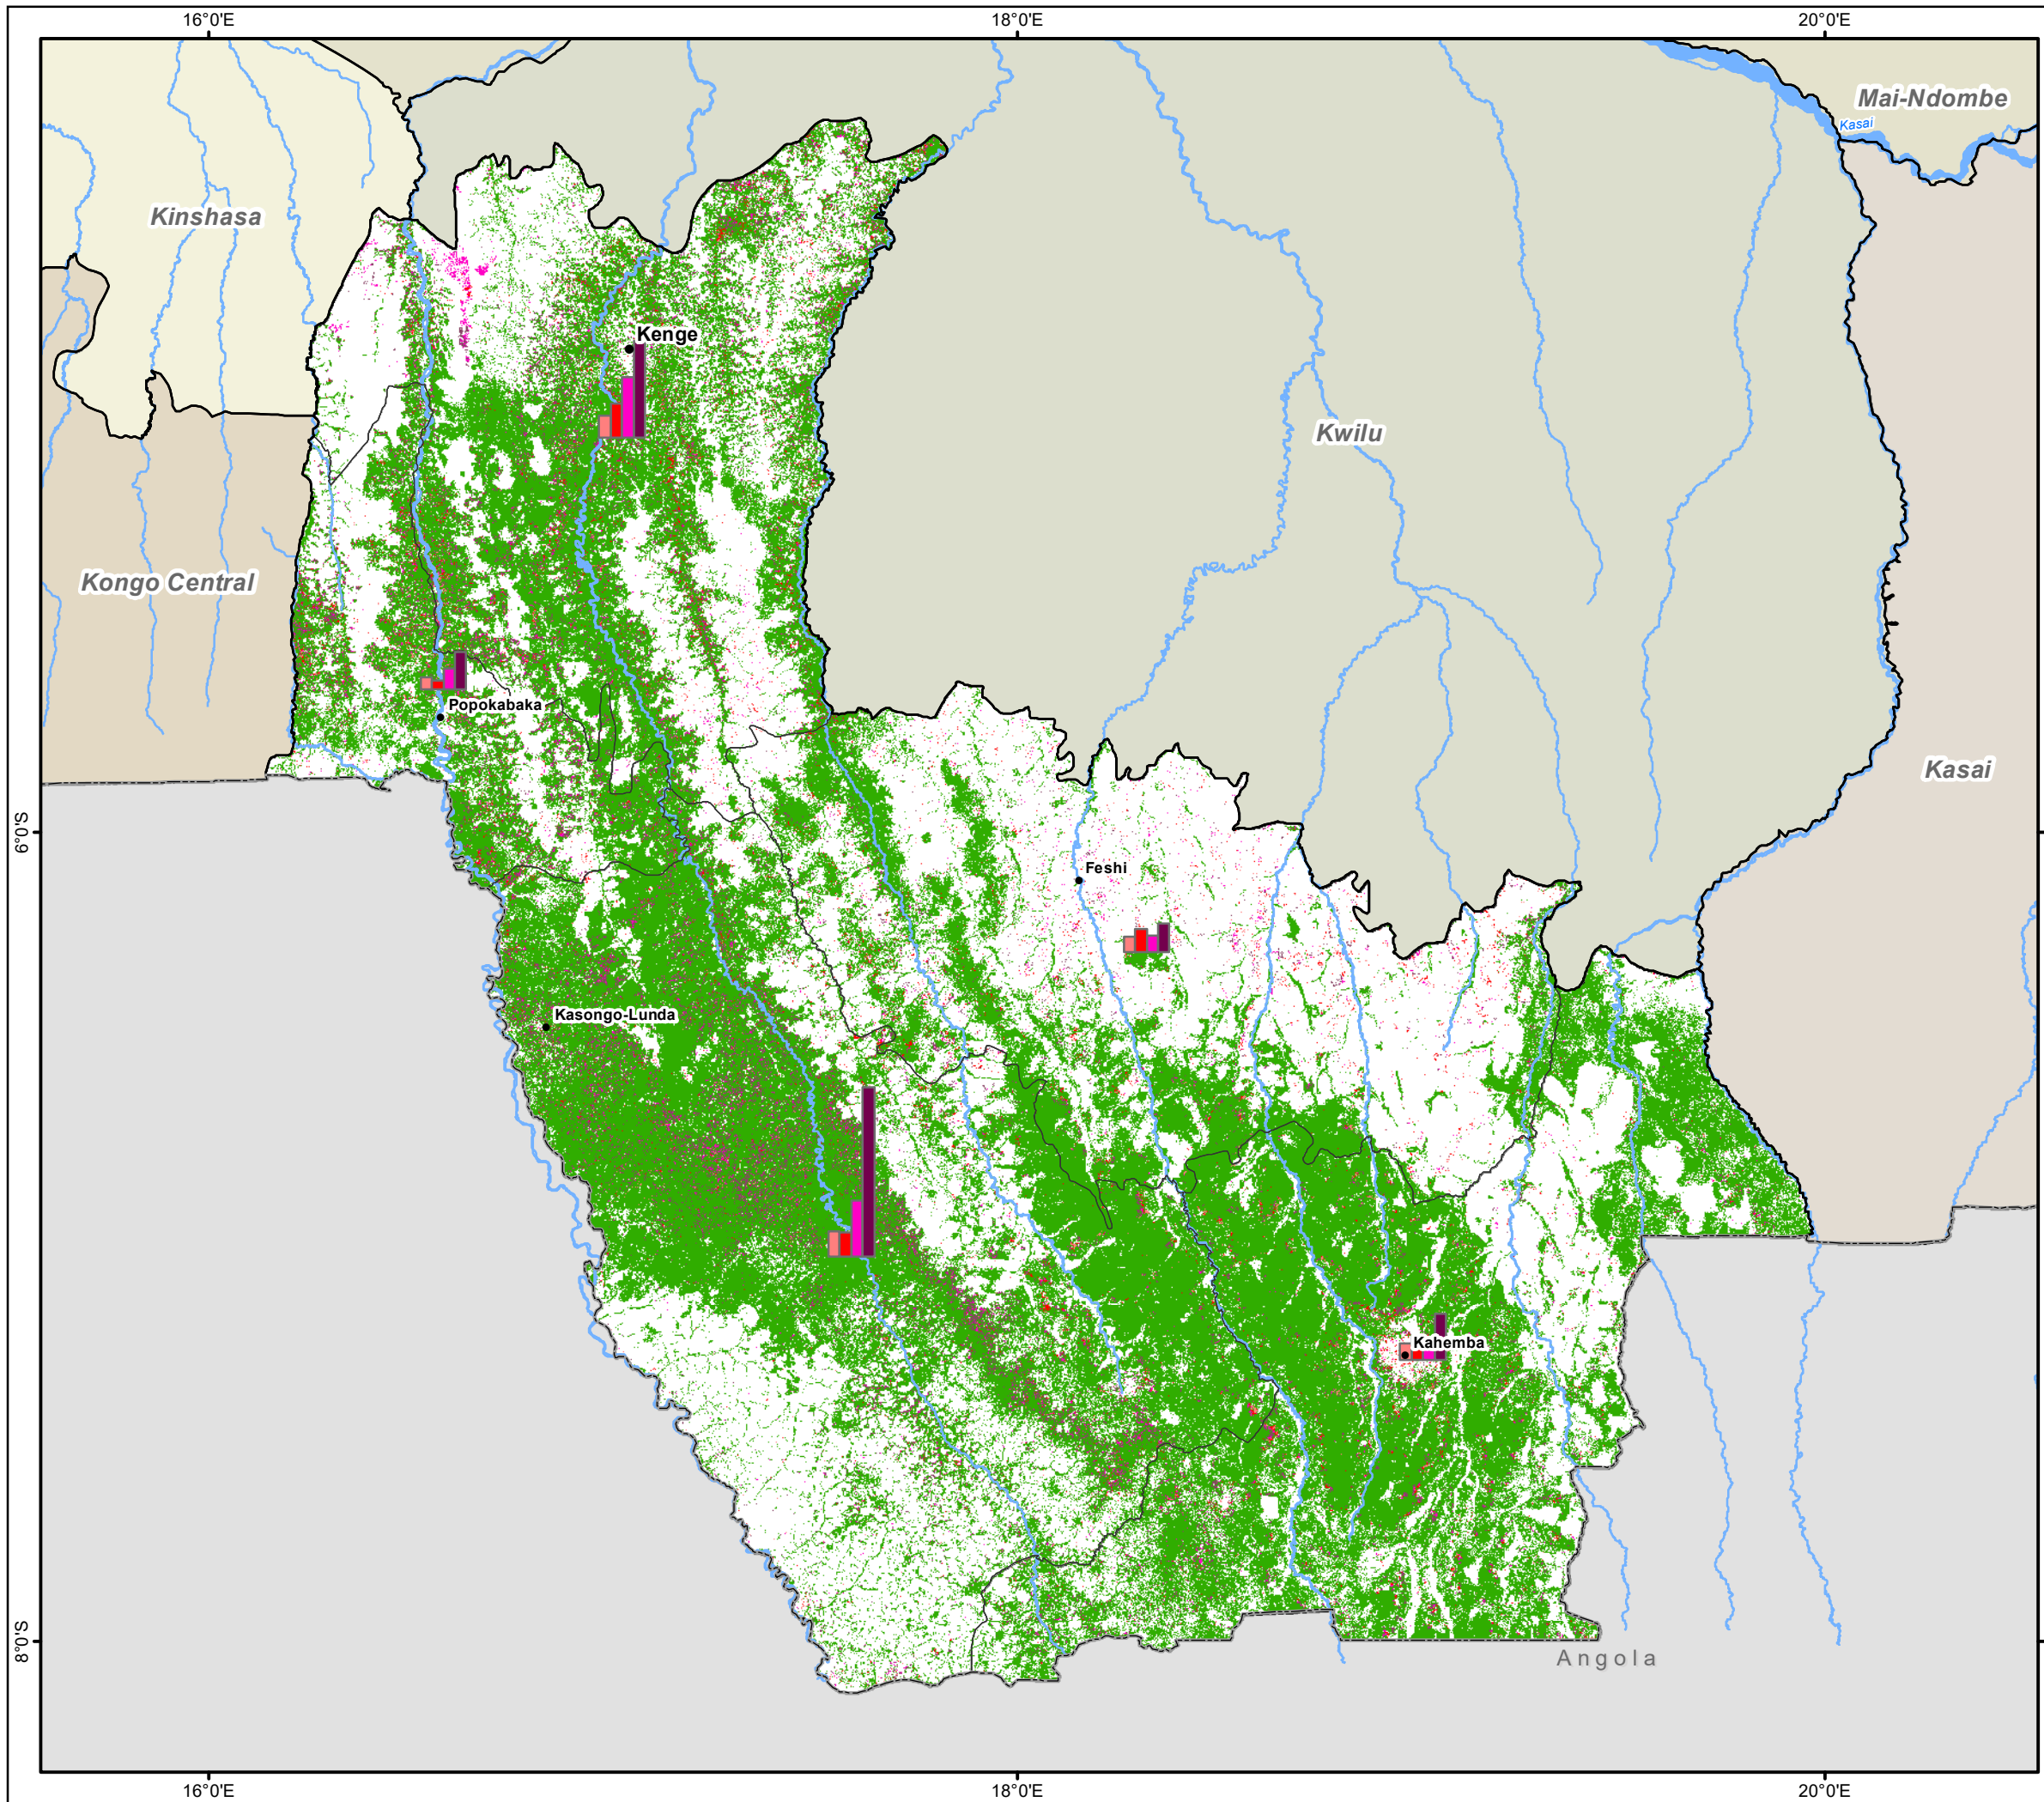 16°0'E 18°0'E 20°0'E
Mai-Ndombe
Kasai
Kinshasa
Kenge
Kwilu
Kongo Central
Popokabaka
Kasai
6°0'S
Feshi
Kasongo-Lunda
Kahemba
8°0'S
Angola
16°0'E 18°0'E 20°0'E